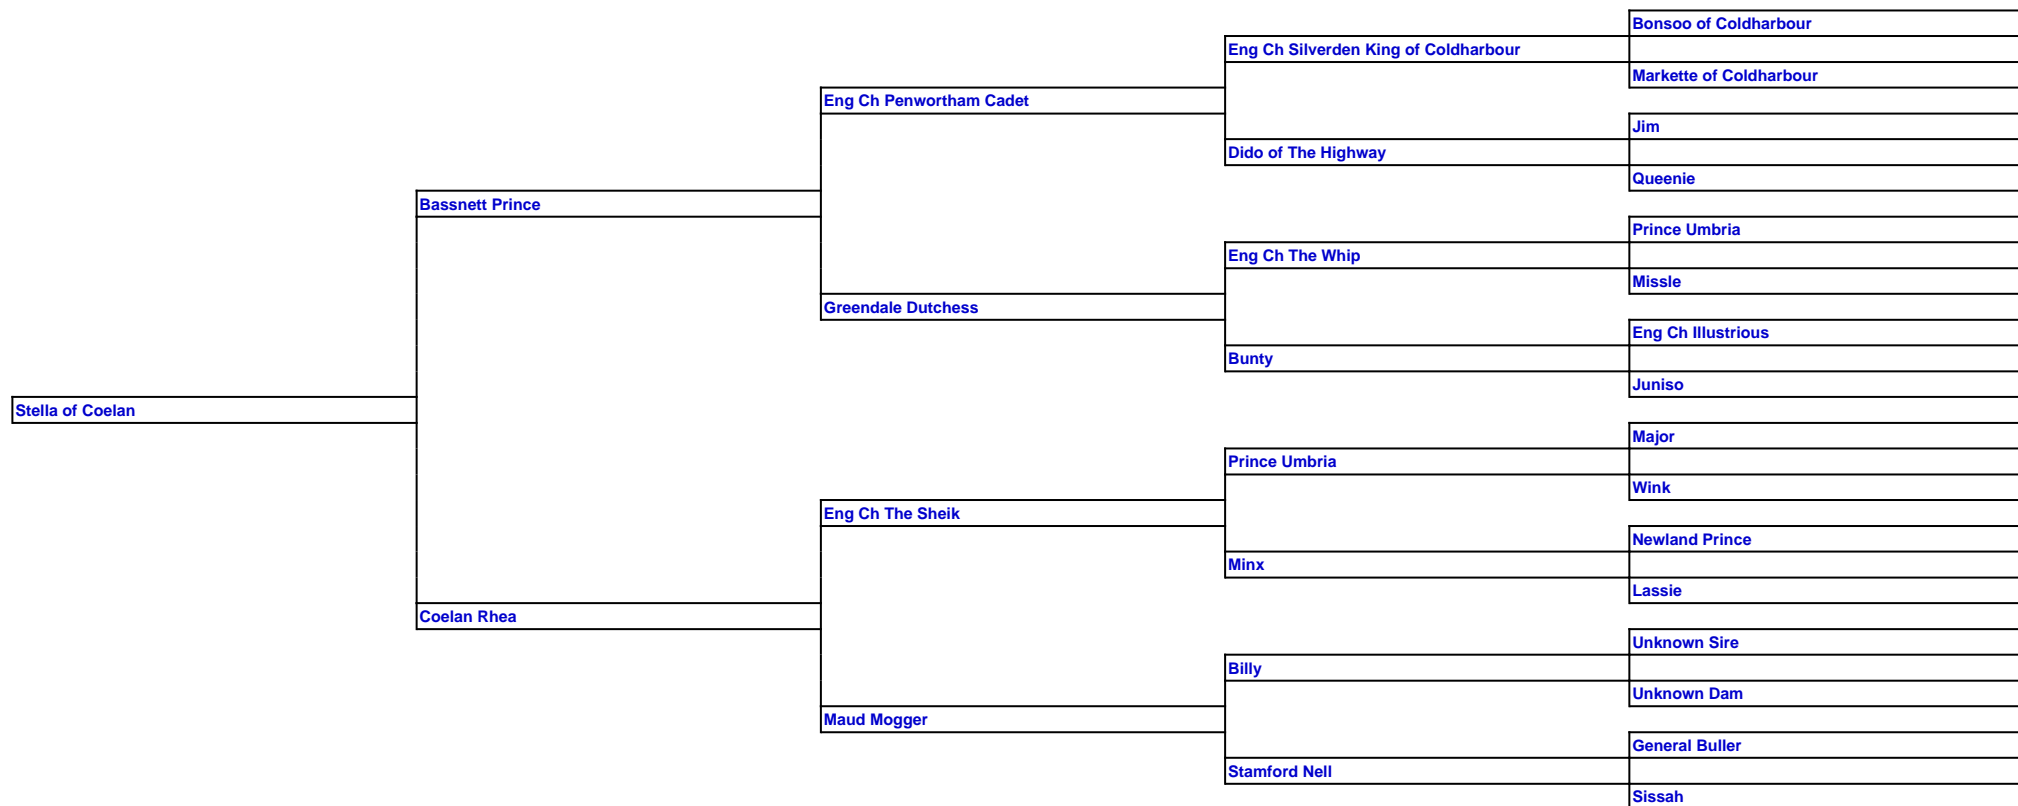 Bonsoo of Coldharbour
Eng Ch Silverden King of Coldharbour
Markette of Coldharbour
Eng Ch Penwortham Cadet
Jim
Dido of The Highway
Queenie
Bassnett Prince
Prince Umbria
Eng Ch The Whip
Missle
Greendale Dutchess
Eng Ch Illustrious
Bunty
Juniso
Stella of Coelan
Major
Prince Umbria
Wink
Eng Ch The Sheik
Newland Prince
Minx
Lassie
Coelan Rhea
Unknown Sire
Billy
Unknown Dam
Maud Mogger
General Buller
Stamford Nell
Sissah